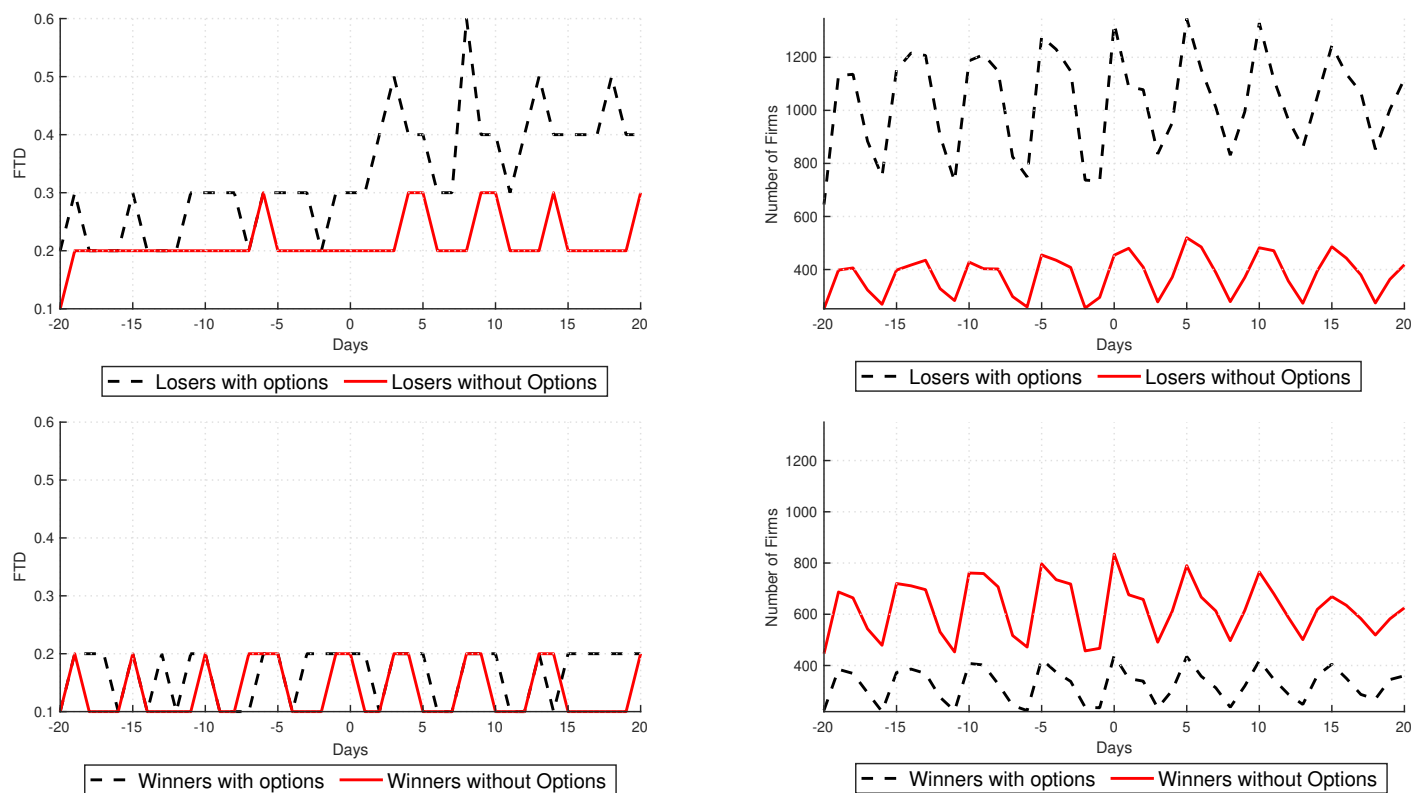 0.6
0.5
0.4
0.3
0.2
0.1
FTD
-20 -15 -10 -5 0 5 10 15 20
Days
Losers with options Losers without Options
1200
1000
800
600
400
Number of Firms
-20 -15 -10 -5 0 5 10 15 20
Days
Losers with options Losers without Options
0.6
0.5
0.4
0.3
0.2
0.1
FTD
-20 -15 -10 -5 0 5 10 15 20
Days
Winners with options Winners without Options
1200
1000
800
600
400
Number of Firms
-20 -15 -10 -5 0 5 10 15 20
Days
Winners with options Winners without Options